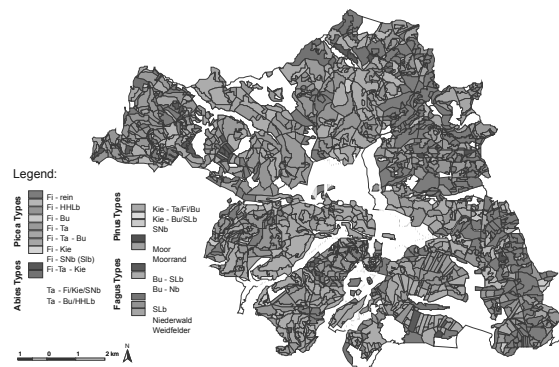 Legend:
Picea Types
Fi - rein
Fi - HHLb
Fi - Bu
Fi - Ta
Fi - Ta - Bu
Fi - Kie
Fi - SNb (Slb)
Fi -Ta - Kie
Abies Types
Ta - Fi/Kie/SNb
Ta - Bu/HHLb
Pinus Types
Kie - Ta/Fi/Bu
Kie - Bu/SLb
SNb
Moor
Moorrand
Fagus Types
Bu - SLb
Bu - Nb
SLb
Niederwald
Weidfelder
1 0 1 2 km
N